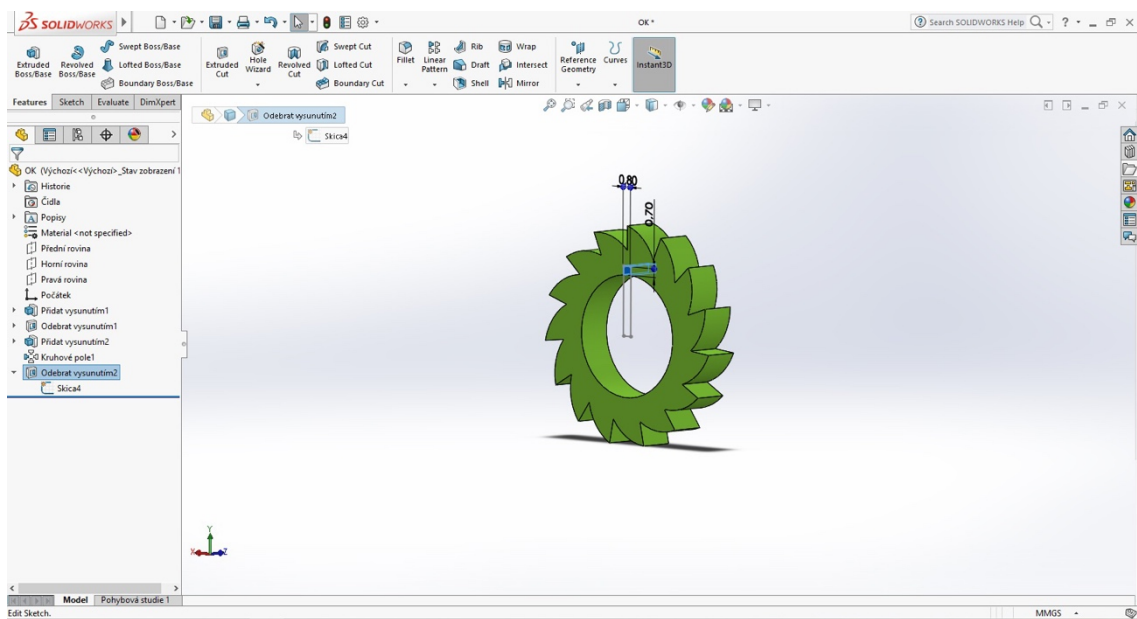 SOLIDWORKS
OK *
Search SOLIDWORKS Help
Extruded Boss/Base
Revolved Boss/Base
Swept Boss/Base
Lofted Boss/Base
Boundary Boss/Base
Extruded Cut
Hole Wizard
Revolved Cut
Swept Cut
Lofted Cut
Boundary Cut
Fillet
Linear Pattern
Rib
Draft
Shell
Wrap
Intersect
Mirror
Reference Geometry
Curves
Instant3D
Features Sketch Evaluate DimXpert
Odebrat vysunutím2
Skica4
OK (Výchozí<<Výchozí>_Stav zobrazení 1
Historie
Čidla
Popisy
Material <not specified>
Přední rovina
Horní rovina
Pravá rovina
Počátek
Přidat vysunutím1
Odebrat vysunutím1
Přidat vysunutím2
Kruhové pole1
Odebrat vysunutím2
Skica4
0.80
0.70
Y
X
Z
Model Pohybová studie 1
Edit Sketch.
MMGS